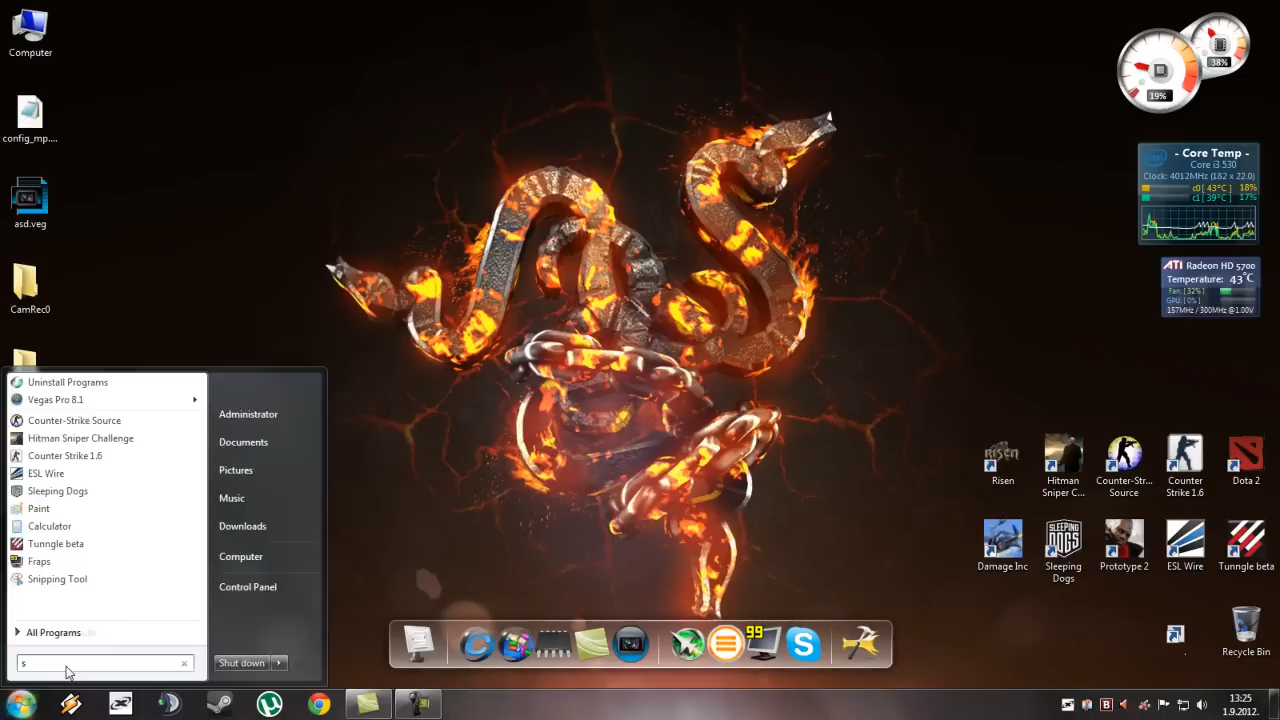 Computer
config_mp....
asd.veg
CamRec0
Uninstall Programs
Vegas Pro 8.1
Counter-Strike Source
Hitman Sniper Challenge
Counter Strike 1.6
ESL Wire
Sleeping Dogs
Paint
Calculator
Tunngle beta
Fraps
Snipping Tool
All Programs
s
Administrator
Documents
Pictures
Music
Downloads
Computer
Control Panel
Shut down
38%
19%
- Core Temp -
Core i3 530
Clock: 4012MHz (182 x 22.0)
c0 [ 43°C ] 18%
c1 [ 39°C ] 17%
ATI Radeon HD 5700
Temperature: 43°C
Fan: [32%]
GPU: [ 0%]
157MHz / 300MHz @1.00V
RISEN
Risen
Hitman
Sniper C...
Counter-Str...
Source
Counter
Strike 1.6
Dota 2
Damage Inc
SLEEPING
DOGS
Sleeping
Dogs
Prototype 2
ESL Wire
Tunngle beta
.
Recycle Bin
99
13:25
1.9.2012.